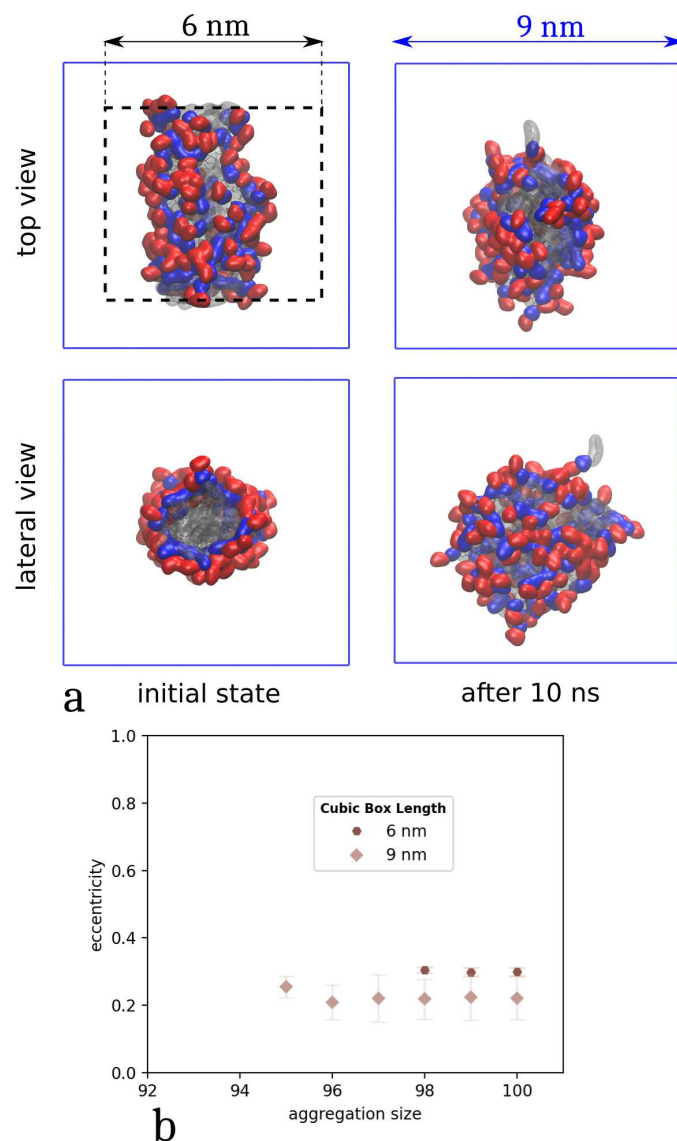 6 nm
9 nm
top view
lateral view
a
initial state
after 10 ns
1.0
Cubic Box Length
0.8
6 nm
9 nm
0.6
eccentricity
0.4
0.2
0.0
92
94
96
98
100
aggregation size
b